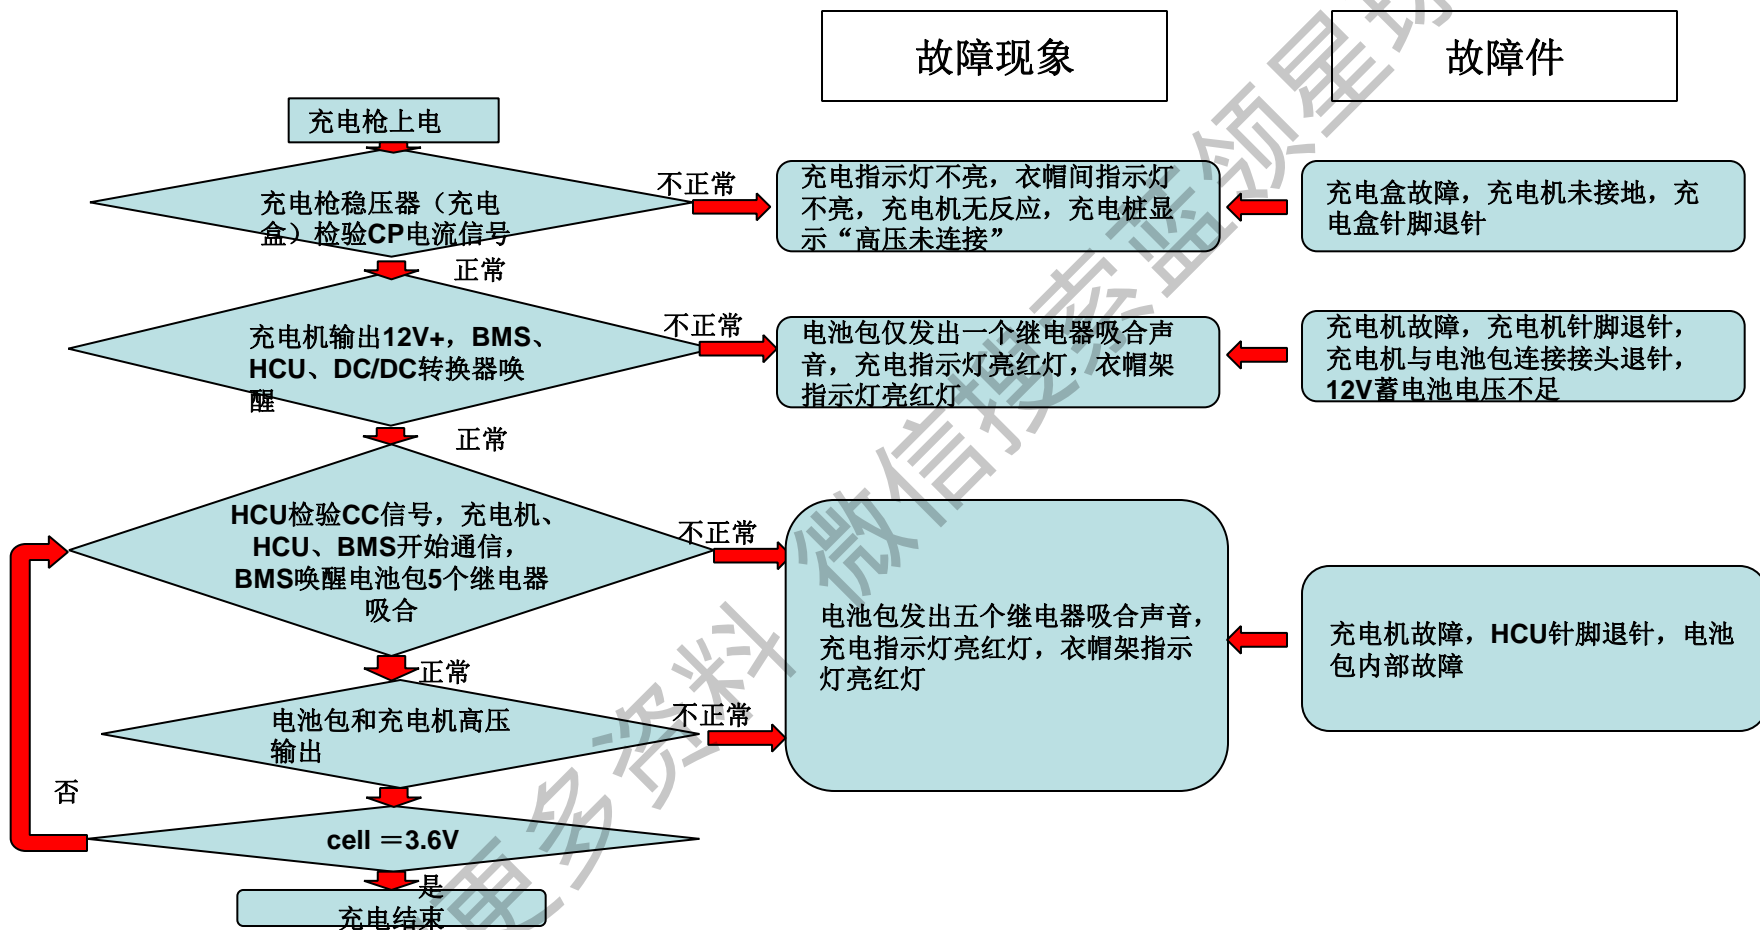 故障现象
故障件
充电枪上电
充电枪稳压器（充电
盒）检验CP电流信号
不正常
充电指示灯不亮，衣帽间指示灯
不亮，充电机无反应，充电桩显
示“高压未连接”
充电盒故障，充电机未接地，充
电盒针脚退针
正常
充电机输出12V+，BMS、
HCU、DC/DC转换器唤
醒
不正常
电池包仅发出一个继电器吸合声
音，充电指示灯亮红灯，衣帽架
指示灯亮红灯
充电机故障，充电机针脚退针，
充电机与电池包连接接头退针，
12V蓄电池电压不足
正常
HCU检验CC信号，充电机、
HCU、BMS开始通信，
BMS唤醒电池包5个继电器
吸合
不正常
电池包发出五个继电器吸合声音，
充电指示灯亮红灯，衣帽架指示
灯亮红灯
充电机故障，HCU针脚退针，电池
包内部故障
正常
电池包和充电机高压
输出
不正常
否
cell ＝3.6V
是
充电结束
更多资料 微信搜索蓝领星球